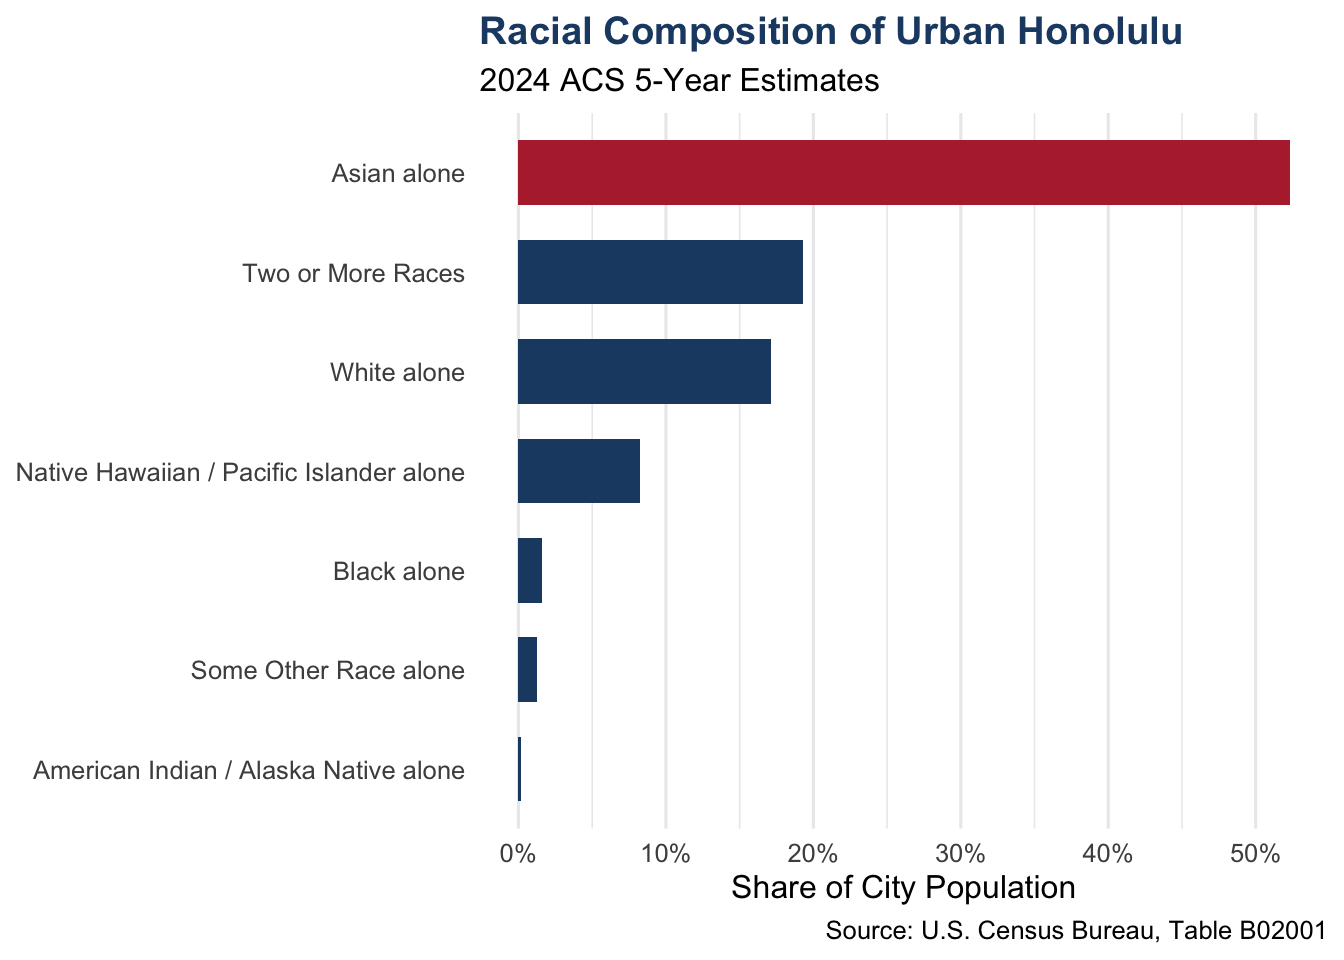 Racial Composition of Urban Honolulu
2024 ACS 5-Year Estimates
Asian alone
Two or More Races
White alone
Native Hawaiian / Pacific Islander alone
Black alone
Some Other Race alone
American Indian / Alaska Native alone
0% 10% 20% 30% 40% 50%
Share of City Population
Source: U.S. Census Bureau, Table B02001